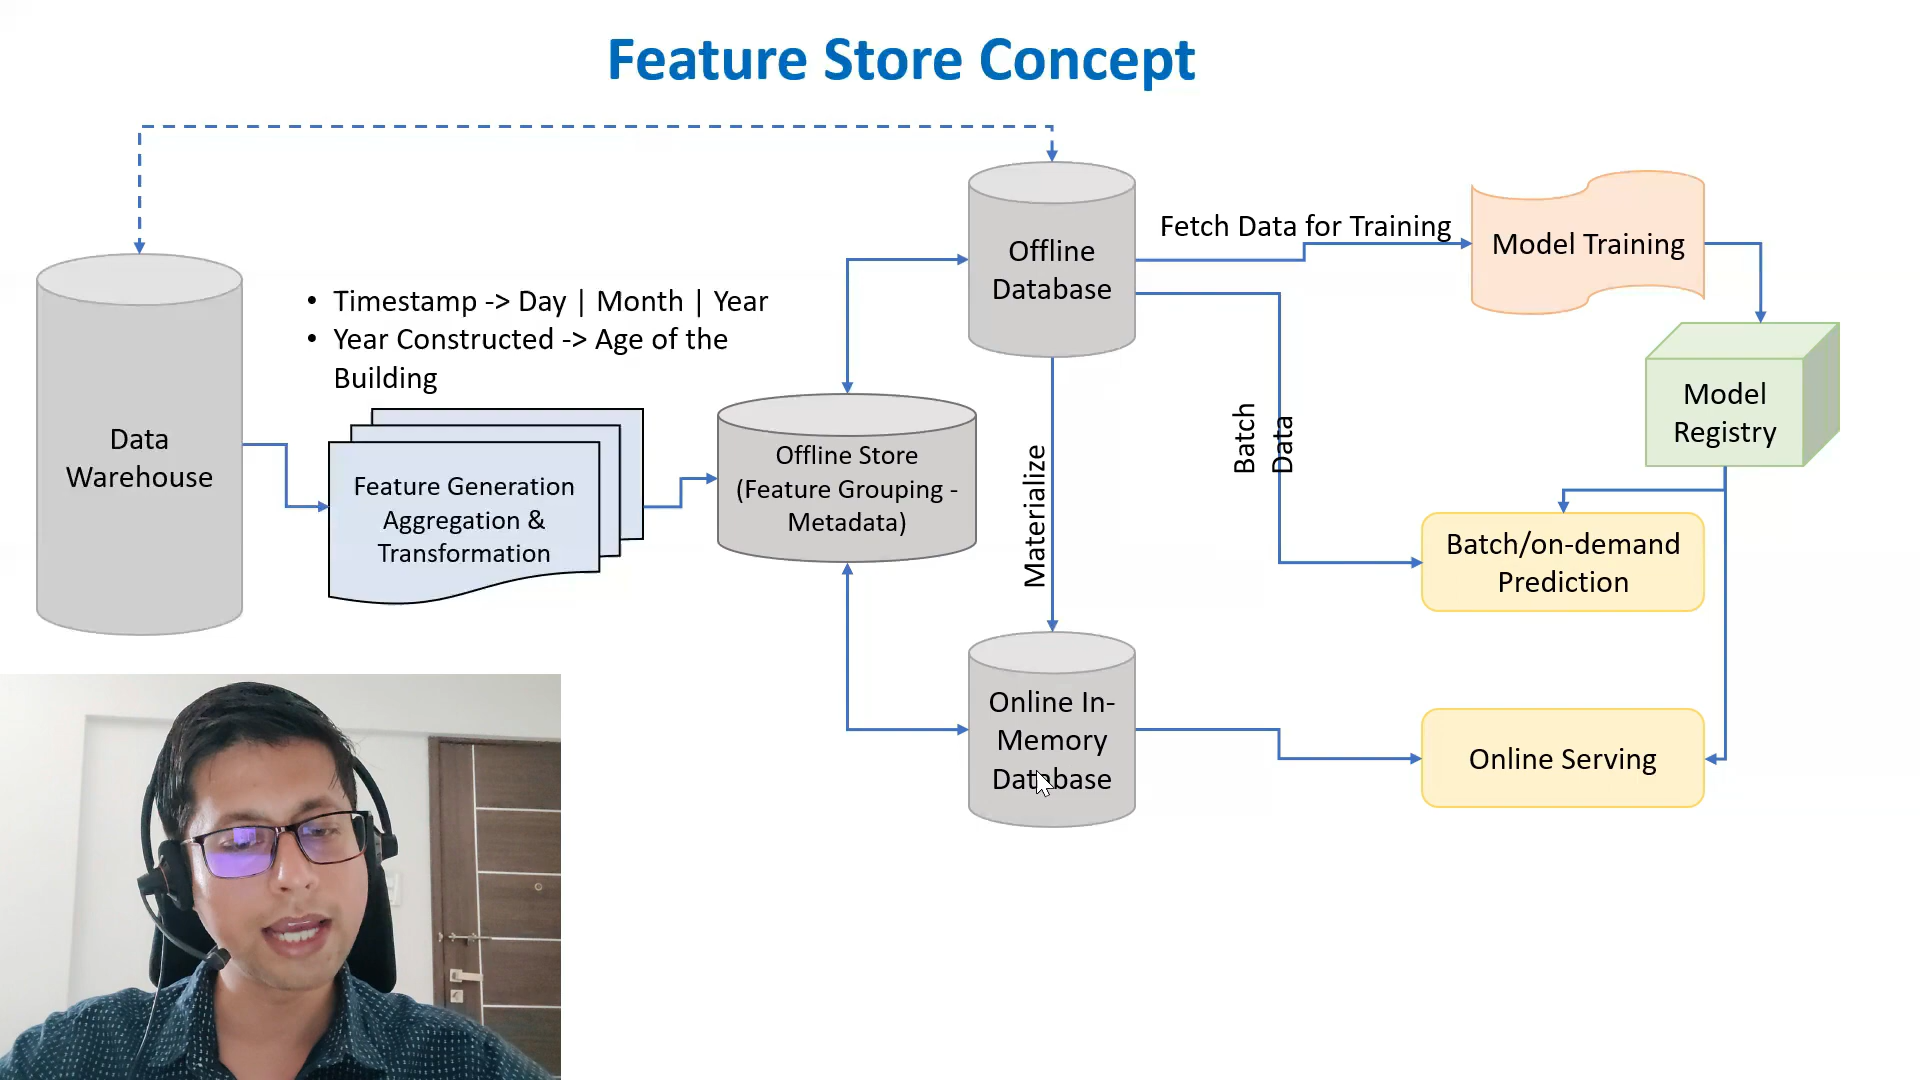 Feature Store Concept
• Timestamp -> Day | Month | Year
• Year Constructed -> Age of the
Building
Data
Warehouse
Feature Generation
Aggregation &
Transformation
Offline Store
(Feature Grouping -
Metadata)
Offline
Database
Materialize
Online In-
Memory
Database
Fetch Data for Training
Batch
Data
Model Training
Model
Registry
Batch/on-demand
Prediction
Online Serving